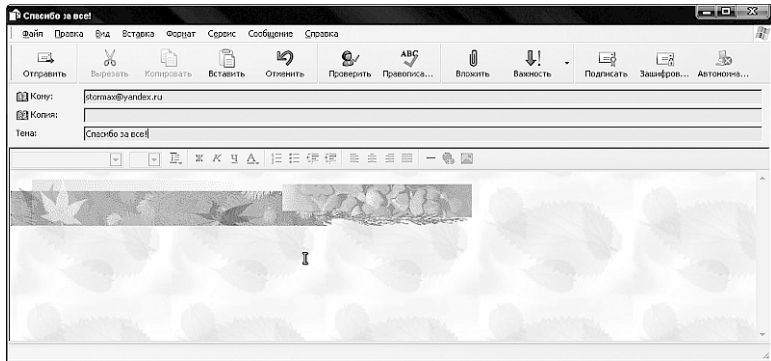 Спасибо за все!
Файл Правка Вид Вставка Формат Сервис Сообщение Справка
Отправить Вырезать Копировать Вставить Отменить Проверить Правописа... Вложить Важность Подписать Зашифров... Автономна...
Кому: stormax@yandex.ru
Копия:
Тема: Спасибо за все!
Ж К Ч А